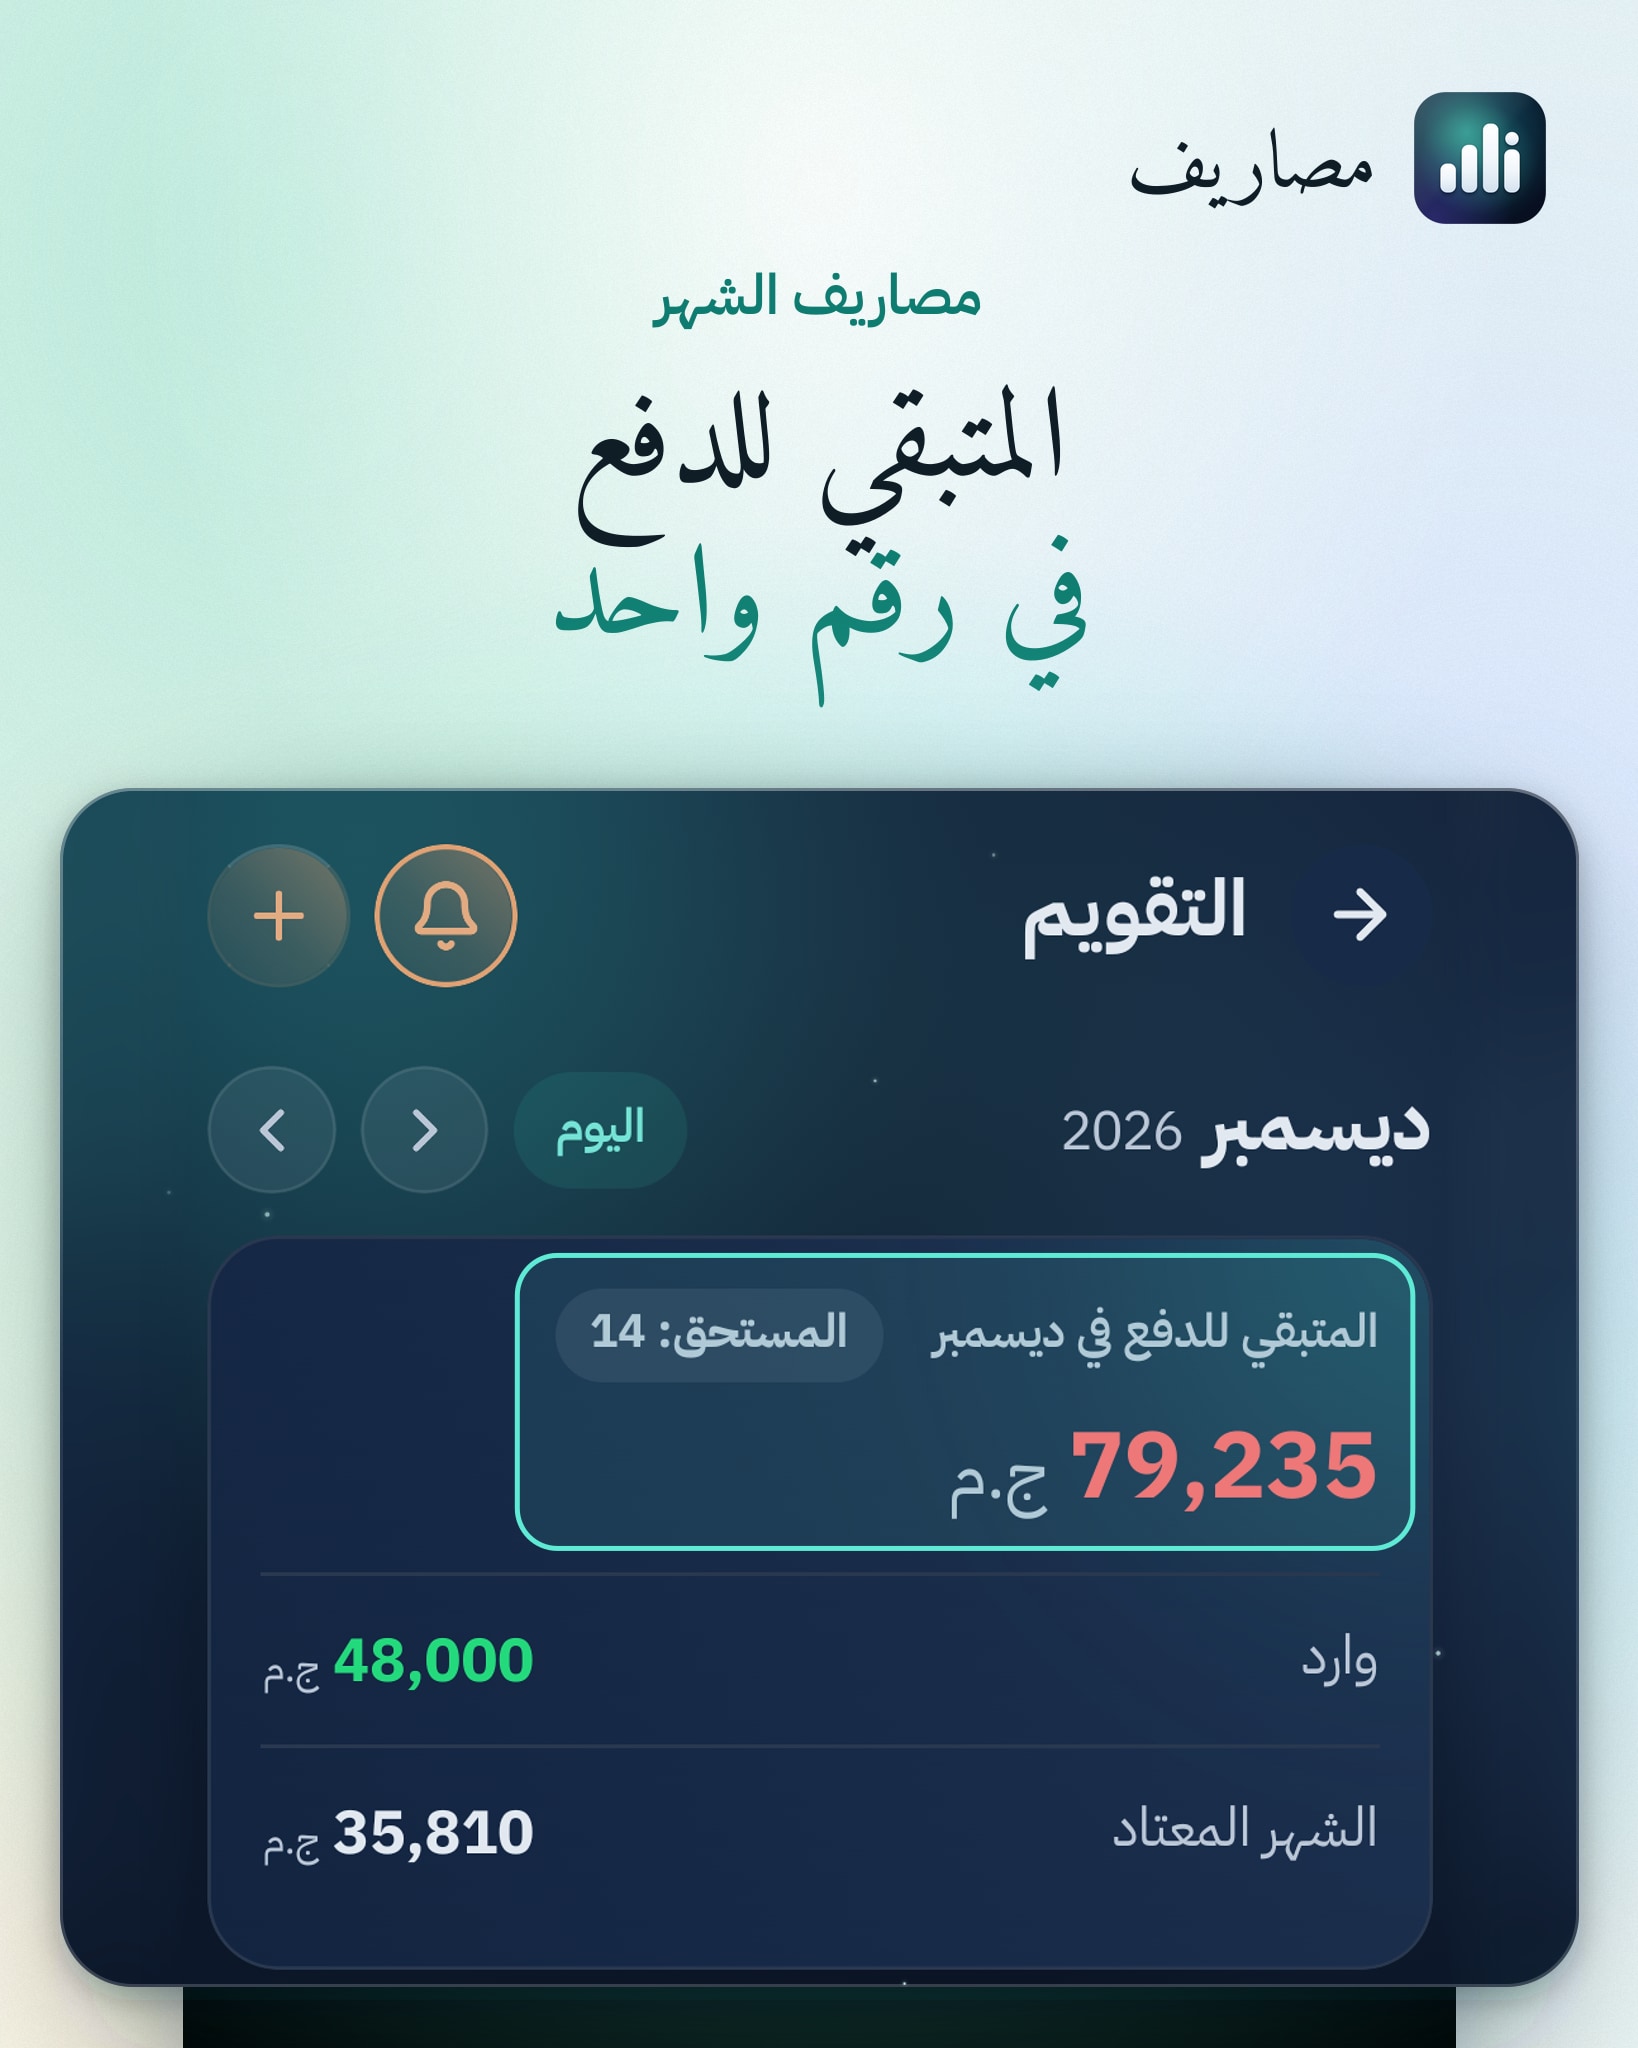 مصاريف
مصاريف الشهر
المتبقي للدفع
في رقم واحد
التقويم
ديسمبر 2026 اليوم
المتبقي للدفع في ديسمبر المستحق: 14
79,235 ج.م
وارد 48,000 ج.م
الشهر المعتاد 35,810 ج.م